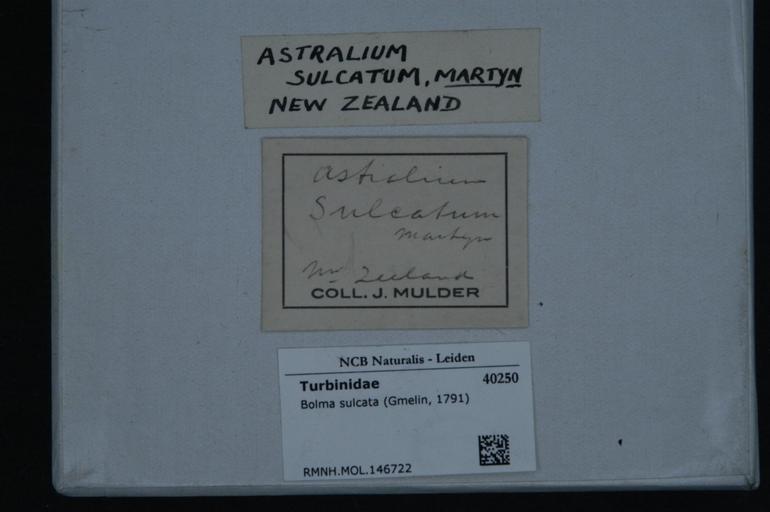 ASTRALIUM
SULCATUM, MARTYN
NEW ZEALAND
Astralium
Sulcatum
Martyn
Nw Zeeland
COLL. J. MULDER
NCB Naturalis - Leiden
Turbinidae 40250
Bolma sulcata (Gmelin, 1791)
RMNH.MOL.146722